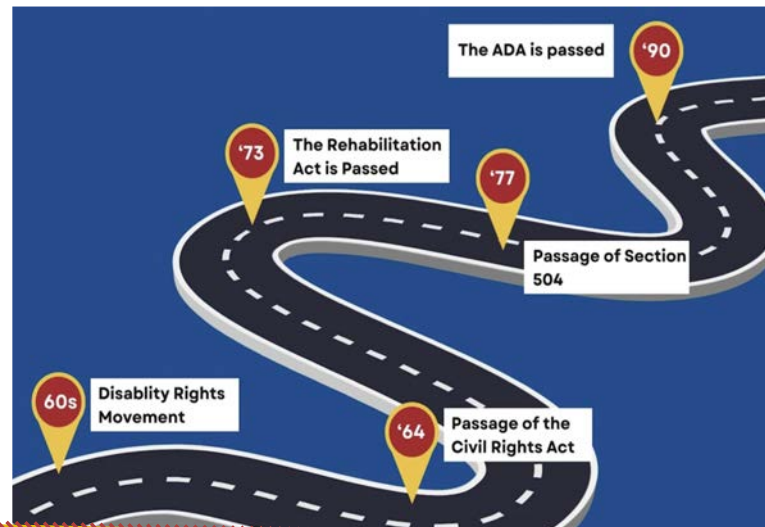 60s
Disablity Rights
Movement
‘64
Passage of the
Civil Rights Act
‘73
The Rehabilitation
Act is Passed
‘77
Passage of Section
504
The ADA is passed
‘90